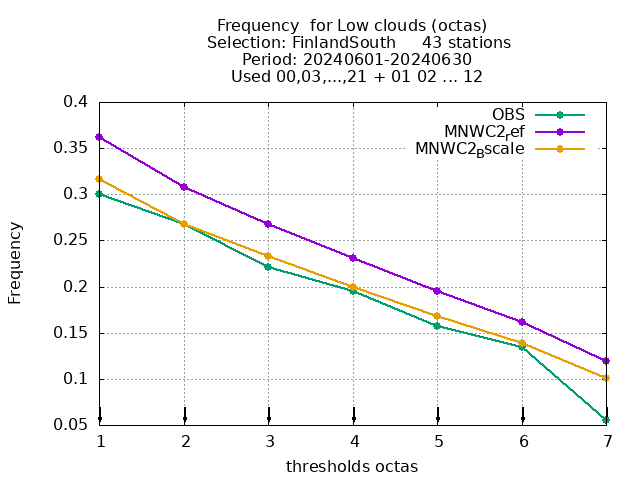 Frequency  for Low clouds (octas)
Selection: FinlandSouth     43 stations
Period: 20240601-20240630
Used 00,03,...,21 + 01 02 ... 12
OBS
MNWC2ref
MNWC2Bscale
0.4
0.35
0.3
0.25
0.2
0.15
0.1
0.05
Frequency
1 2 3 4 5 6 7
thresholds octas